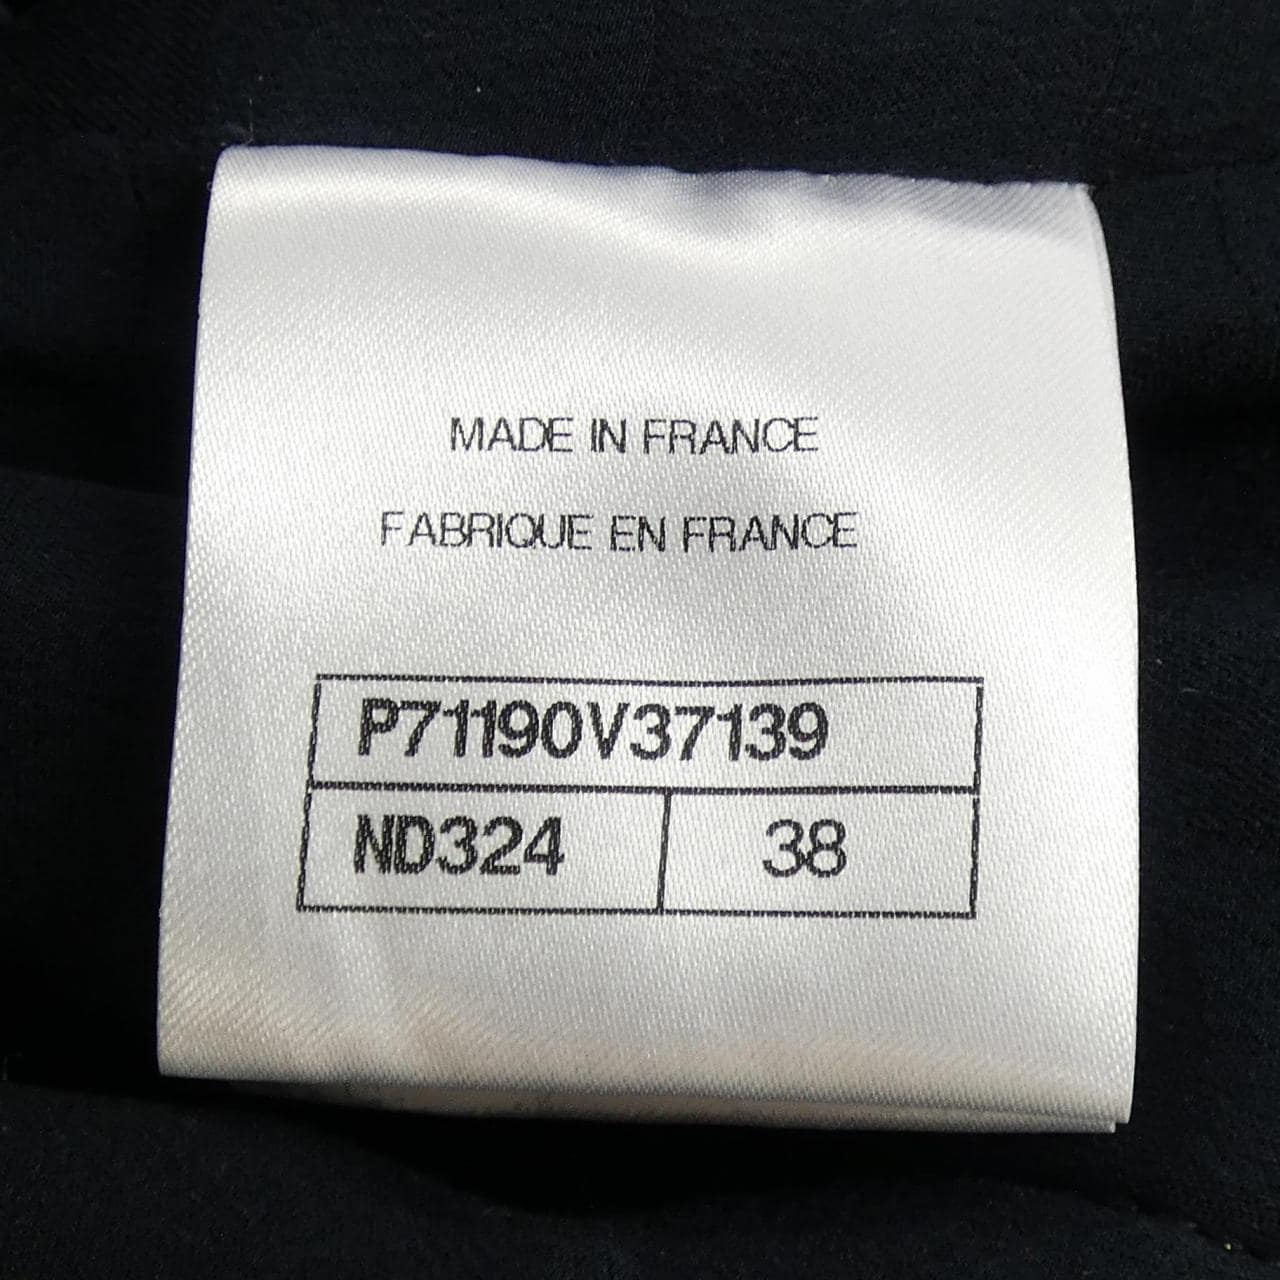 MADE IN FRANCE
FABRIQUE EN FRANCE
P71190V37139
ND324 38